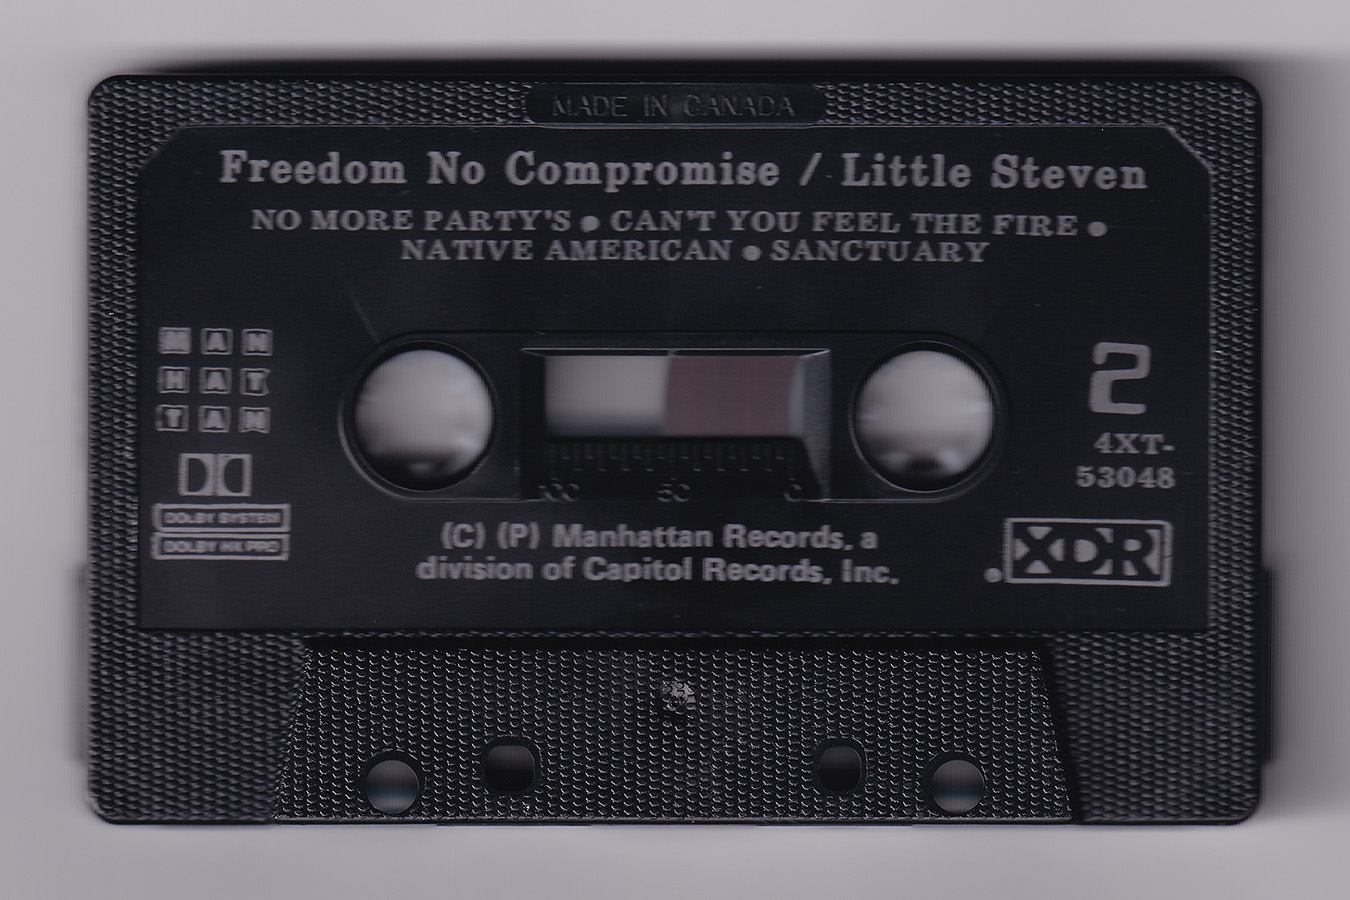 MADE IN CANADA
Freedom No Compromise / Little Steven
NO MORE PARTY'S ● CAN'T YOU FEEL THE FIRE ●
NATIVE AMERICAN ● SANCTUARY
MAN
HAT
TAN
DOLBY SYSTEM
DOLBY HX PRO
100 50 0
2
4XT-
53048
(C) (P) Manhattan Records, a
division of Capitol Records, Inc.
● XDR